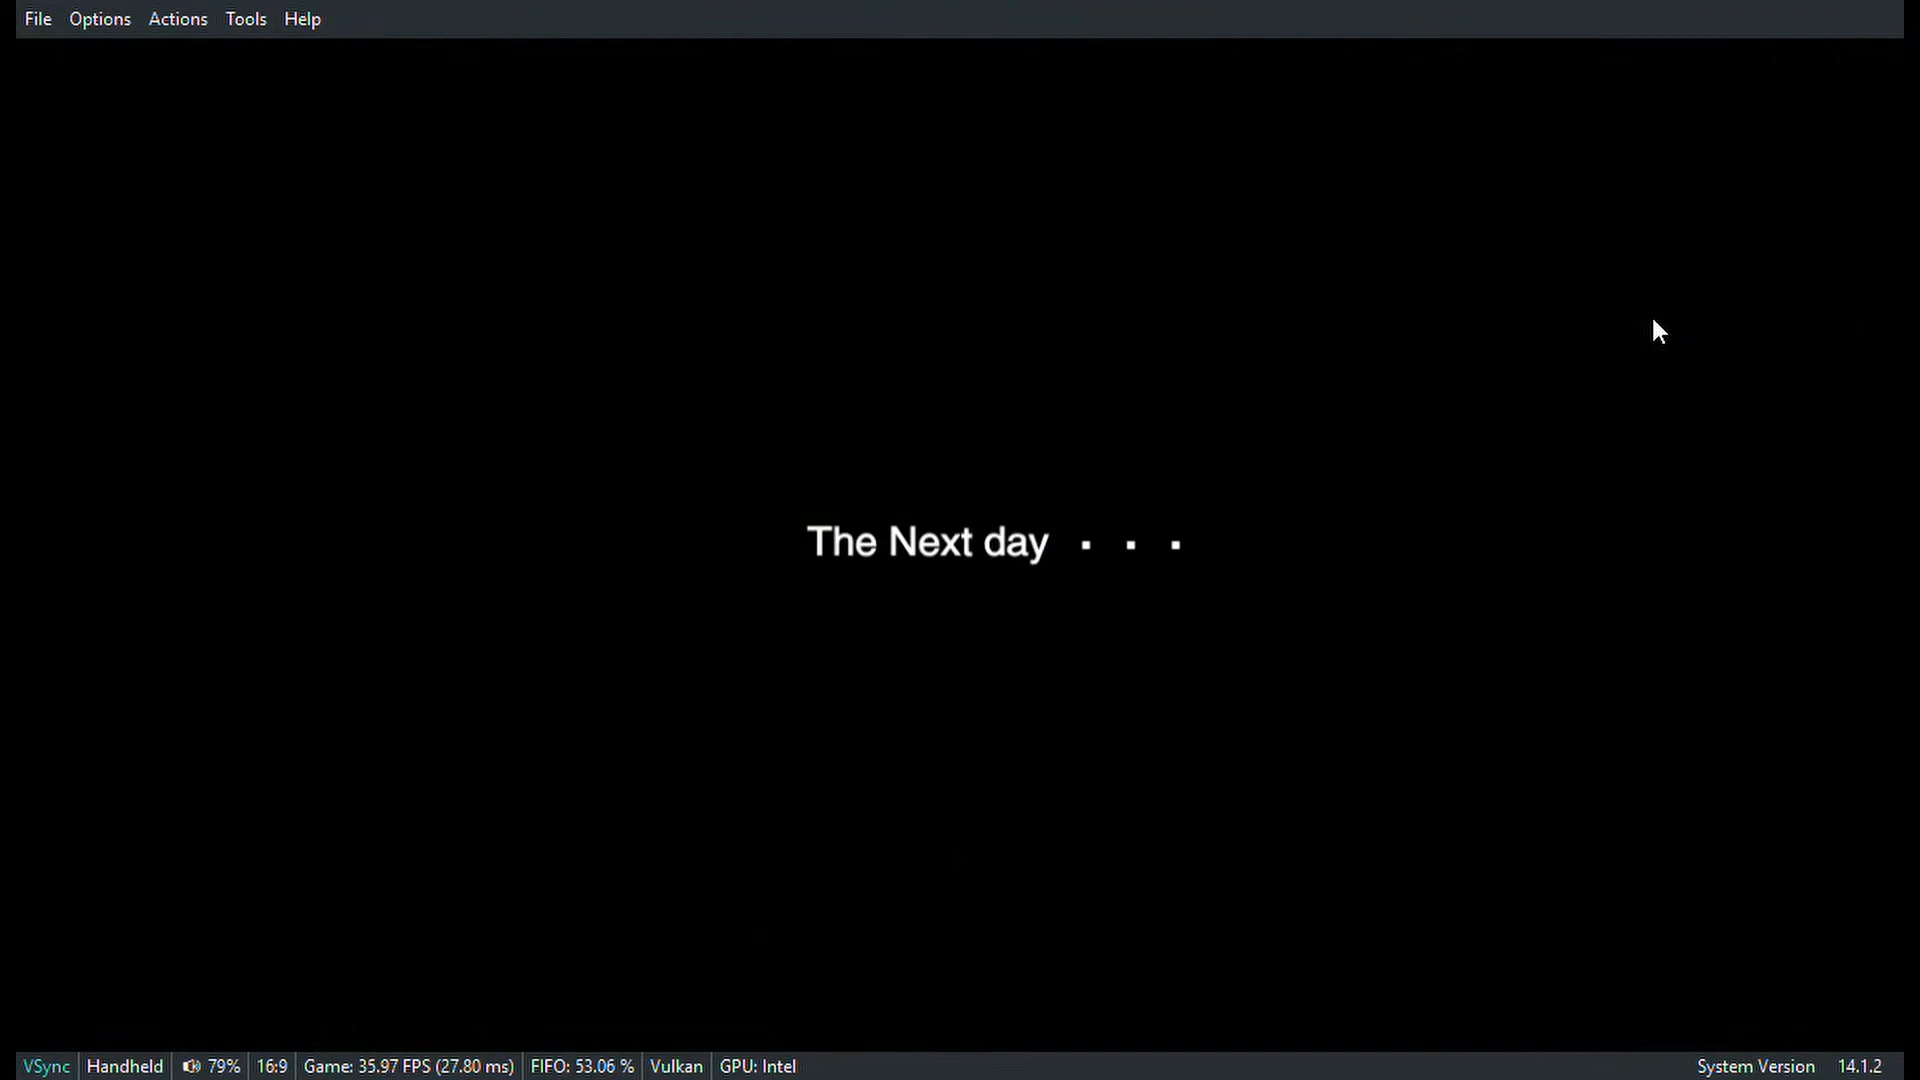 File Options Actions Tools Help
The Next day . . .
VSync Handheld 79% 16:9 Game: 35.97 FPS (27.80 ms) FIFO: 53.06 % Vulkan GPU: Intel System Version 14.1.2